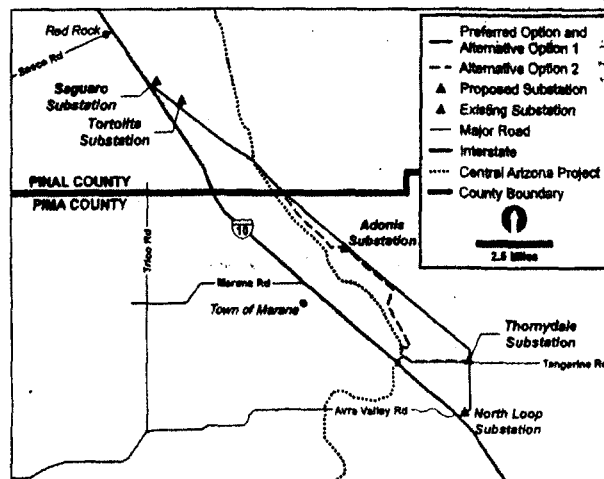 Red Rock
Sasco Rd
Saguaro
Substation
Tortolita
Substation
PINAL COUNTY
PIMA COUNTY
Trico Rd
10
Adonis
Substation
Marana Rd
Town of Marana
Thornydale
Substation
Tangerine Rd
Avra Valley Rd
North Loop
Substation
Preferred Option and
Alternative Option 1
Alternative Option 2
Proposed Substation
Existing Substation
Major Road
Interstate
Central Arizona Project
County Boundary
2.5 Miles